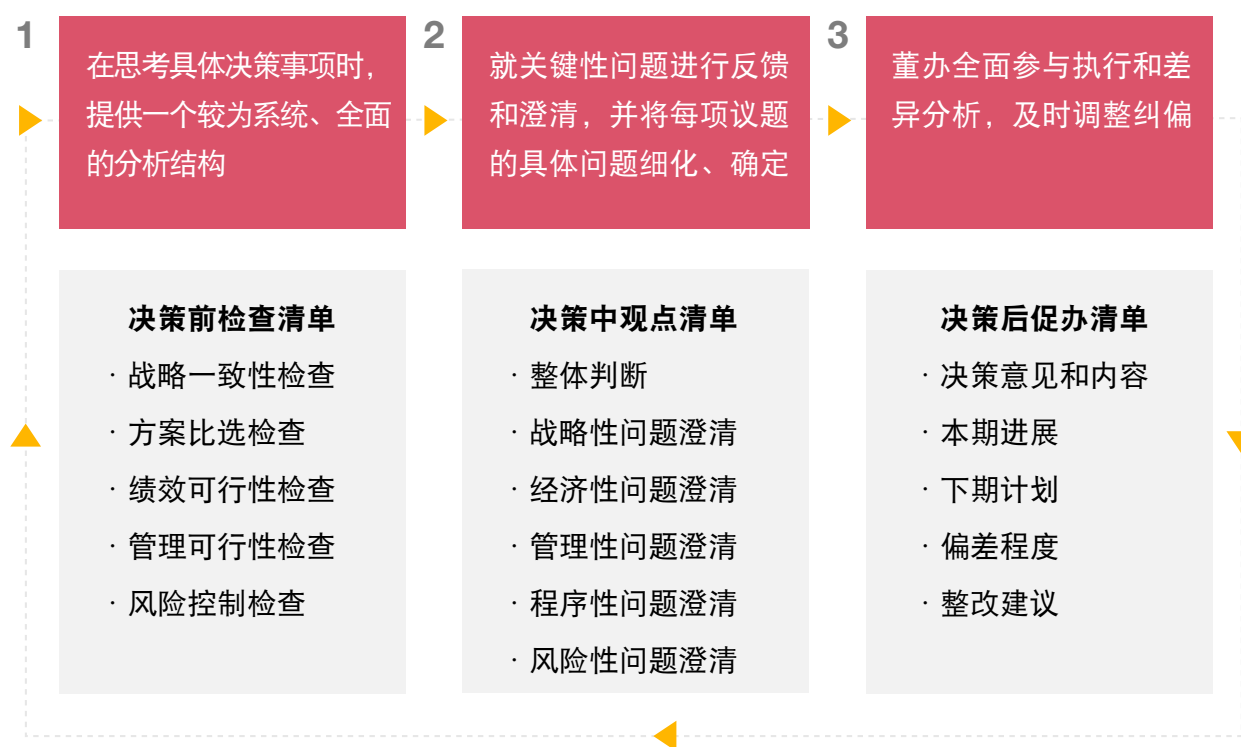 1
在思考具体决策事项时，
提供一个较为系统、全面
的分析结构
2
就关键性问题进行反馈
和澄清，并将每项议题
的具体问题细化、确定
3
董办全面参与执行和差
异分析，及时调整纠偏
决策前检查清单
· 战略一致性检查
· 方案比选检查
· 绩效可行性检查
· 管理可行性检查
· 风险控制检查
决策中观点清单
· 整体判断
· 战略性问题澄清
· 经济性问题澄清
· 管理性问题澄清
· 程序性问题澄清
· 风险性问题澄清
决策后促办清单
· 决策意见和内容
· 本期进展
· 下期计划
· 偏差程度
· 整改建议